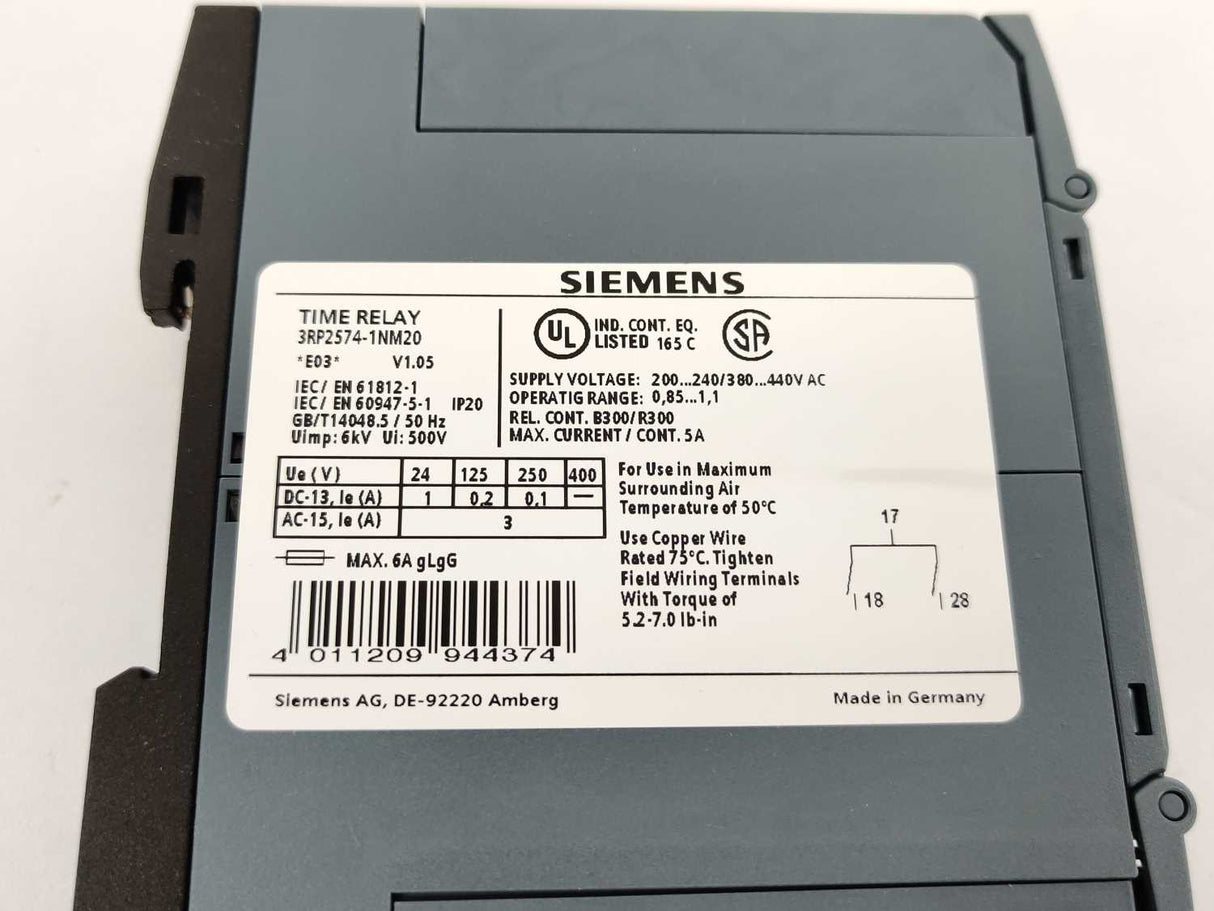 SIEMENS
TIME RELAY
3RP2574-1NM20
*E03* V1.05
IEC/ EN 61812-1
IEC/ EN 60947-5-1 IP20
GB/T14048.5 / 50 Hz
Uimp: 6kV Ui: 500V
UL IND. CONT. EQ.
LISTED 165 C
SA
SUPPLY VOLTAGE: 200...240/380...440V AC
OPERATIG RANGE: 0,85...1,1
REL. CONT. B300/R300
MAX. CURRENT / CONT. 5A
Ue (V) 24 125 250 400
DC-13, Ie (A) 1 0,2 0,1 —
AC-15, Ie (A) 3
MAX. 6A gLgG
4 011209 944374
For Use in Maximum
Surrounding Air
Temperature of 50°C
Use Copper Wire
Rated 75°C. Tighten
Field Wiring Terminals
With Torque of
5.2-7.0 lb-in
17
18 28
Siemens AG, DE-92220 Amberg
Made in Germany